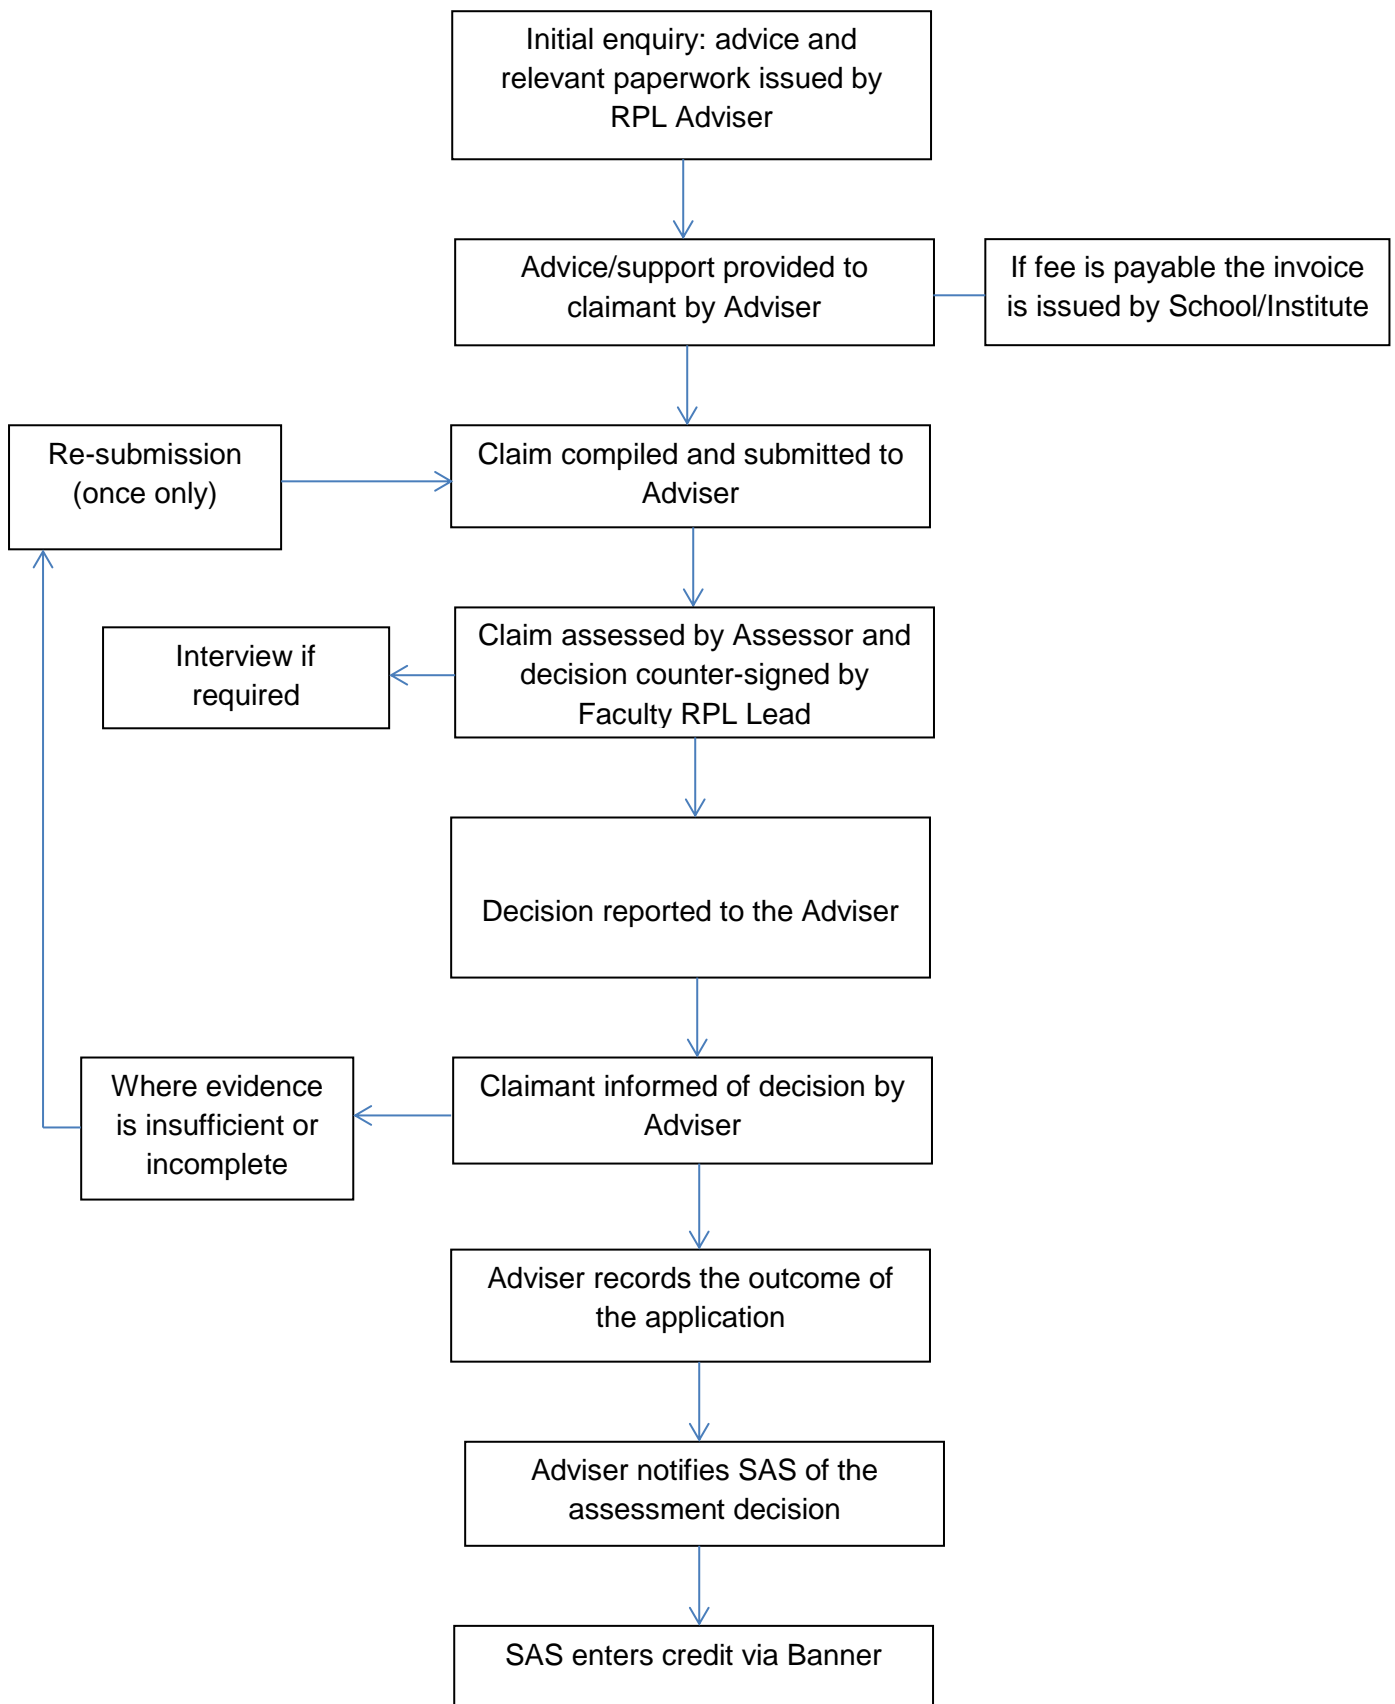 Initial enquiry: advice and
relevant paperwork issued by
RPL Adviser
Advice/support provided to
claimant by Adviser
If fee is payable the invoice
is issued by School/Institute
Re-submission
(once only)
Claim compiled and submitted to
Adviser
Interview if
required
Claim assessed by Assessor and
decision counter-signed by
Faculty RPL Lead
Decision reported to the Adviser
Where evidence
is insufficient or
incomplete
Claimant informed of decision by
Adviser
Adviser records the outcome of
the application
Adviser notifies SAS of the
assessment decision
SAS enters credit via Banner